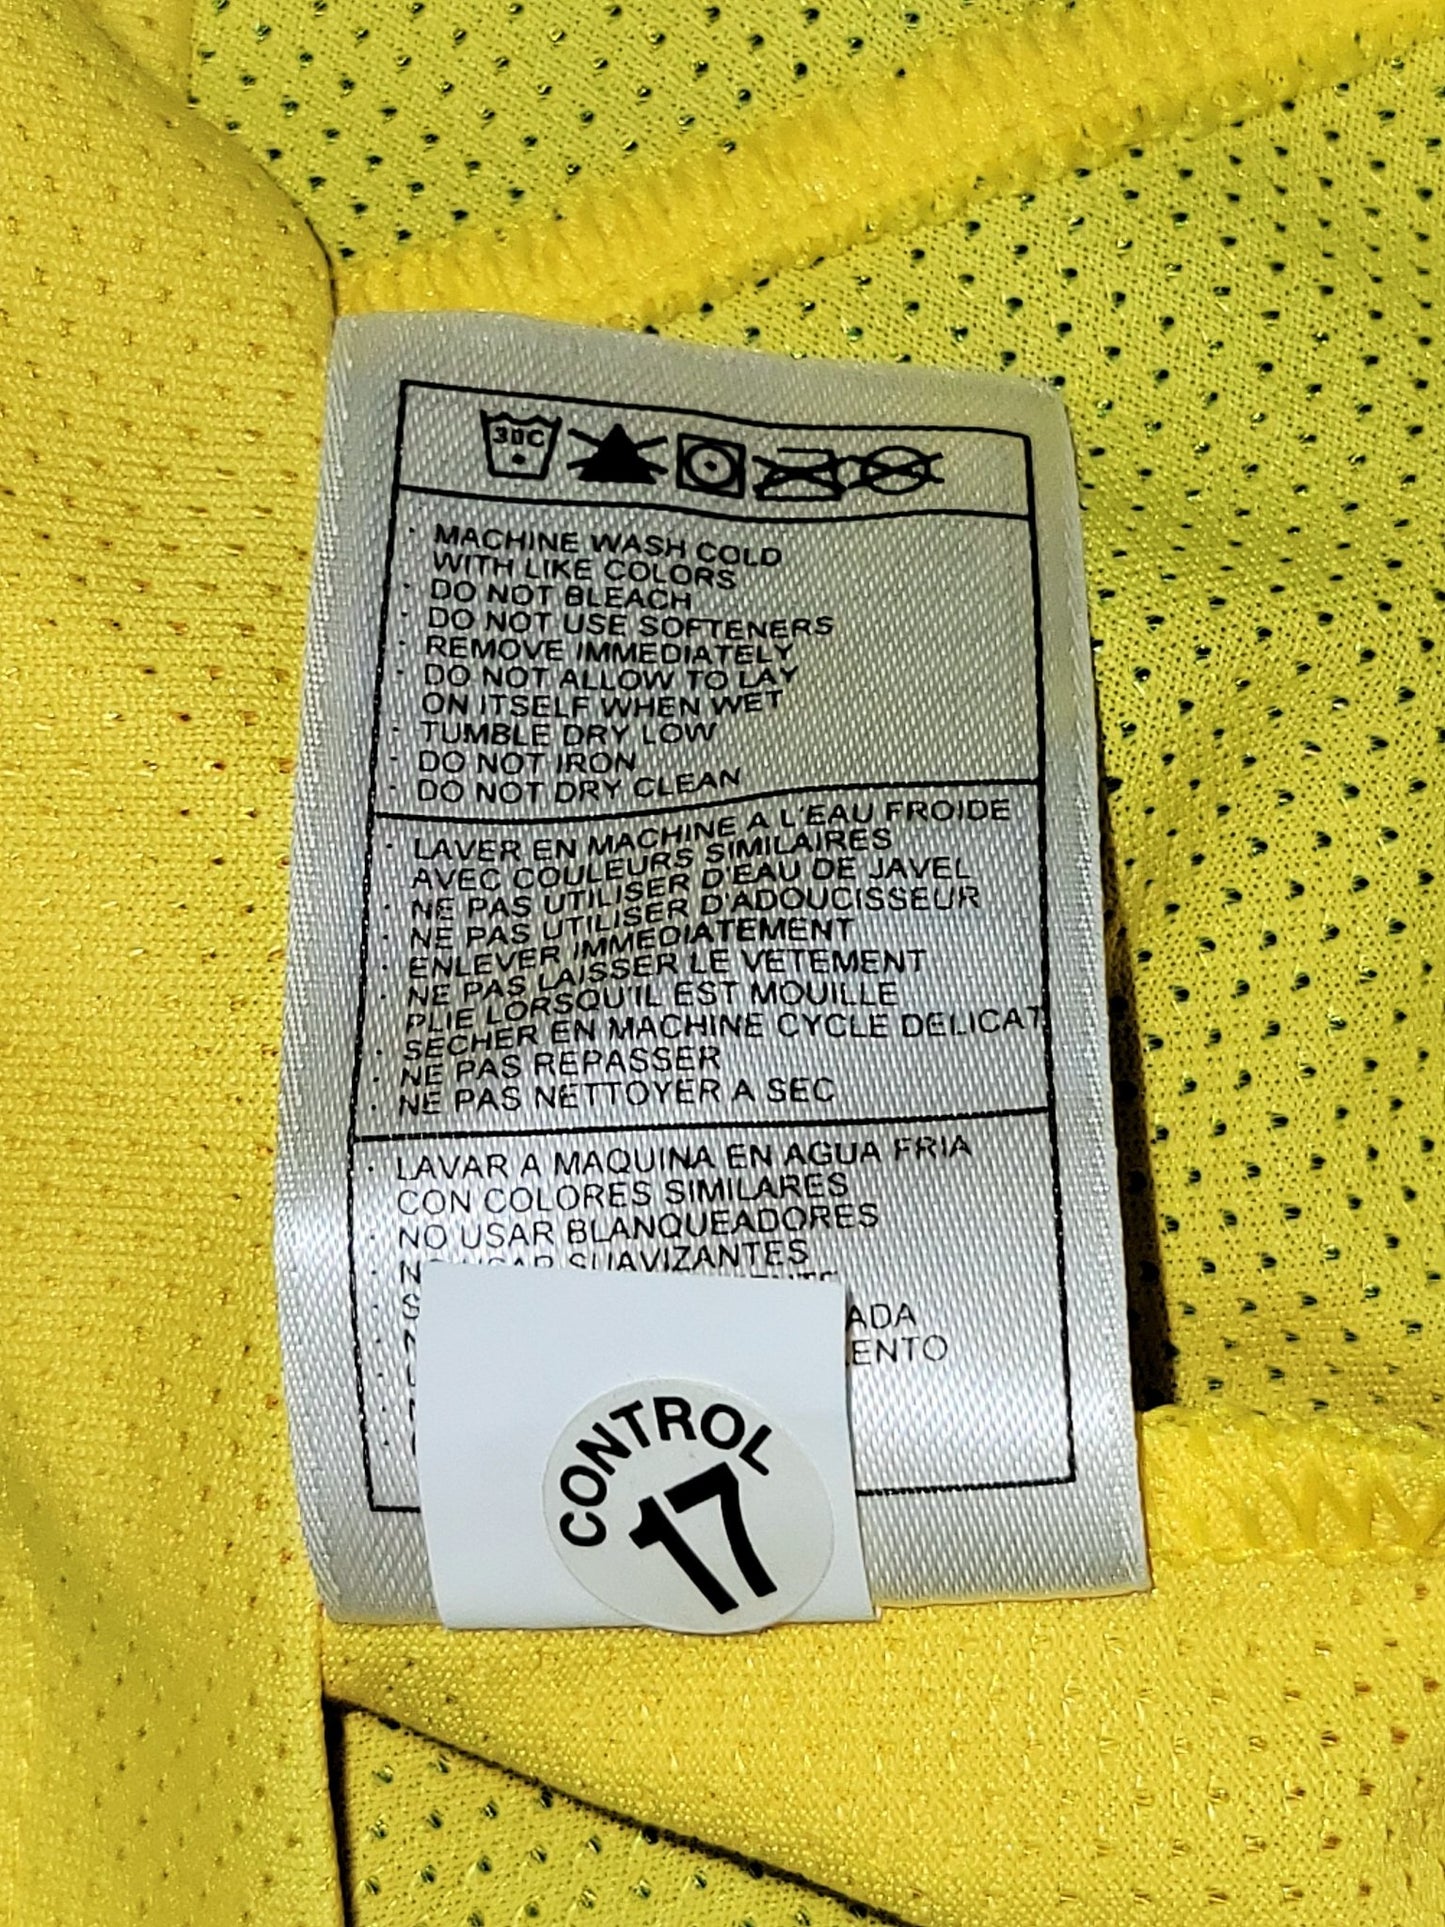 30C
· MACHINE WASH COLD
WITH LIKE COLORS
· DO NOT BLEACH
· DO NOT USE SOFTENERS
· REMOVE IMMEDIATELY
· DO NOT ALLOW TO LAY
ON ITSELF WHEN WET
· TUMBLE DRY LOW
· DO NOT IRON
· DO NOT DRY CLEAN
· LAVER EN MACHINE A L'EAU FROIDE
AVEC COULEURS SIMILAIRES
· NE PAS UTILISER D'EAU DE JAVEL
· NE PAS UTILISER D'ADOUCISSEUR
· ENLEVER IMMEDIATEMENT
· NE PAS LAISSER LE VETEMENT
PLIE LORSQU'IL EST MOUILLE
· SECHER EN MACHINE CYCLE DELICAT
· NE PAS REPASSER
· NE PAS NETTOYER A SEC
· LAVAR A MAQUINA EN AGUA FRIA
CON COLORES SIMILARES
· NO USAR BLANQUEADORES
· NO USAR SUAVIZANTES
ADA
ENTO
CONTROL
17